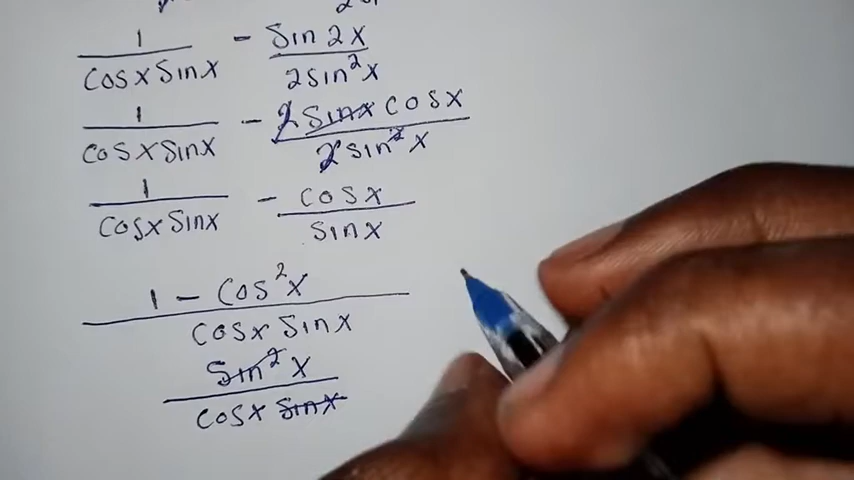 1/(cosx sinx) - sin2x/(2sin²x)
1/(cosx sinx) - 2sinx cosx/(2sin²x)
1/(cosx sinx) - cosx/sinx
(1 - cos²x)/(cosx sinx)
sin²x/(cosx sinx)